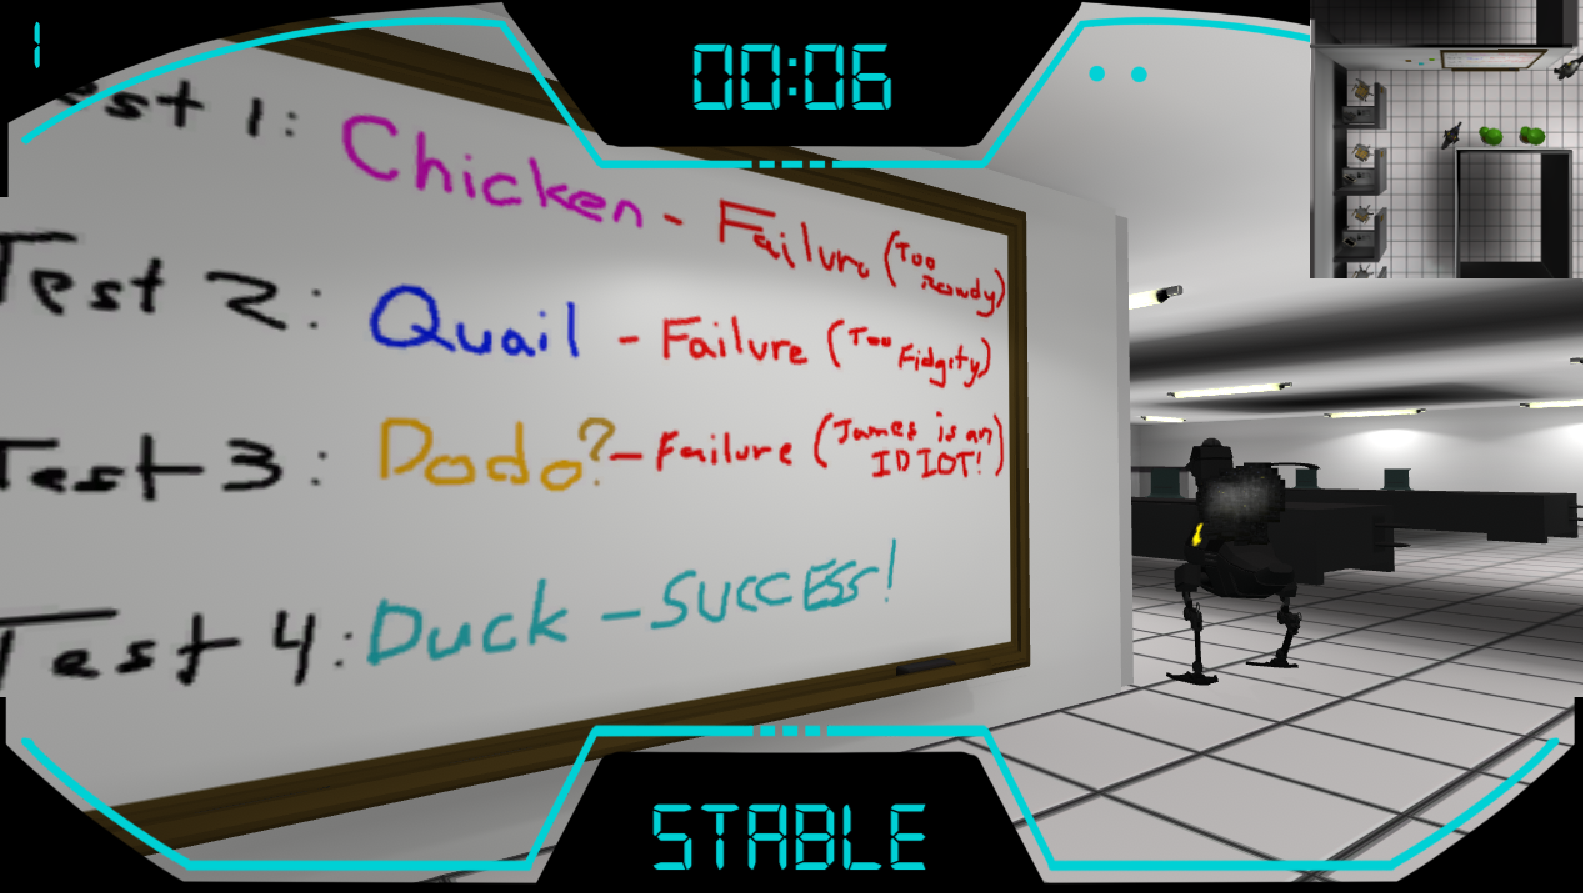 1
00:06
est 1: Chicken - Failure (Too Rowdy)
Test 2: Quail - Failure (Too Fidgity)
Test 3: Dodo? - Failure (James is an IDIOT!)
Test 4: Duck - SUCCESS!
STABLE